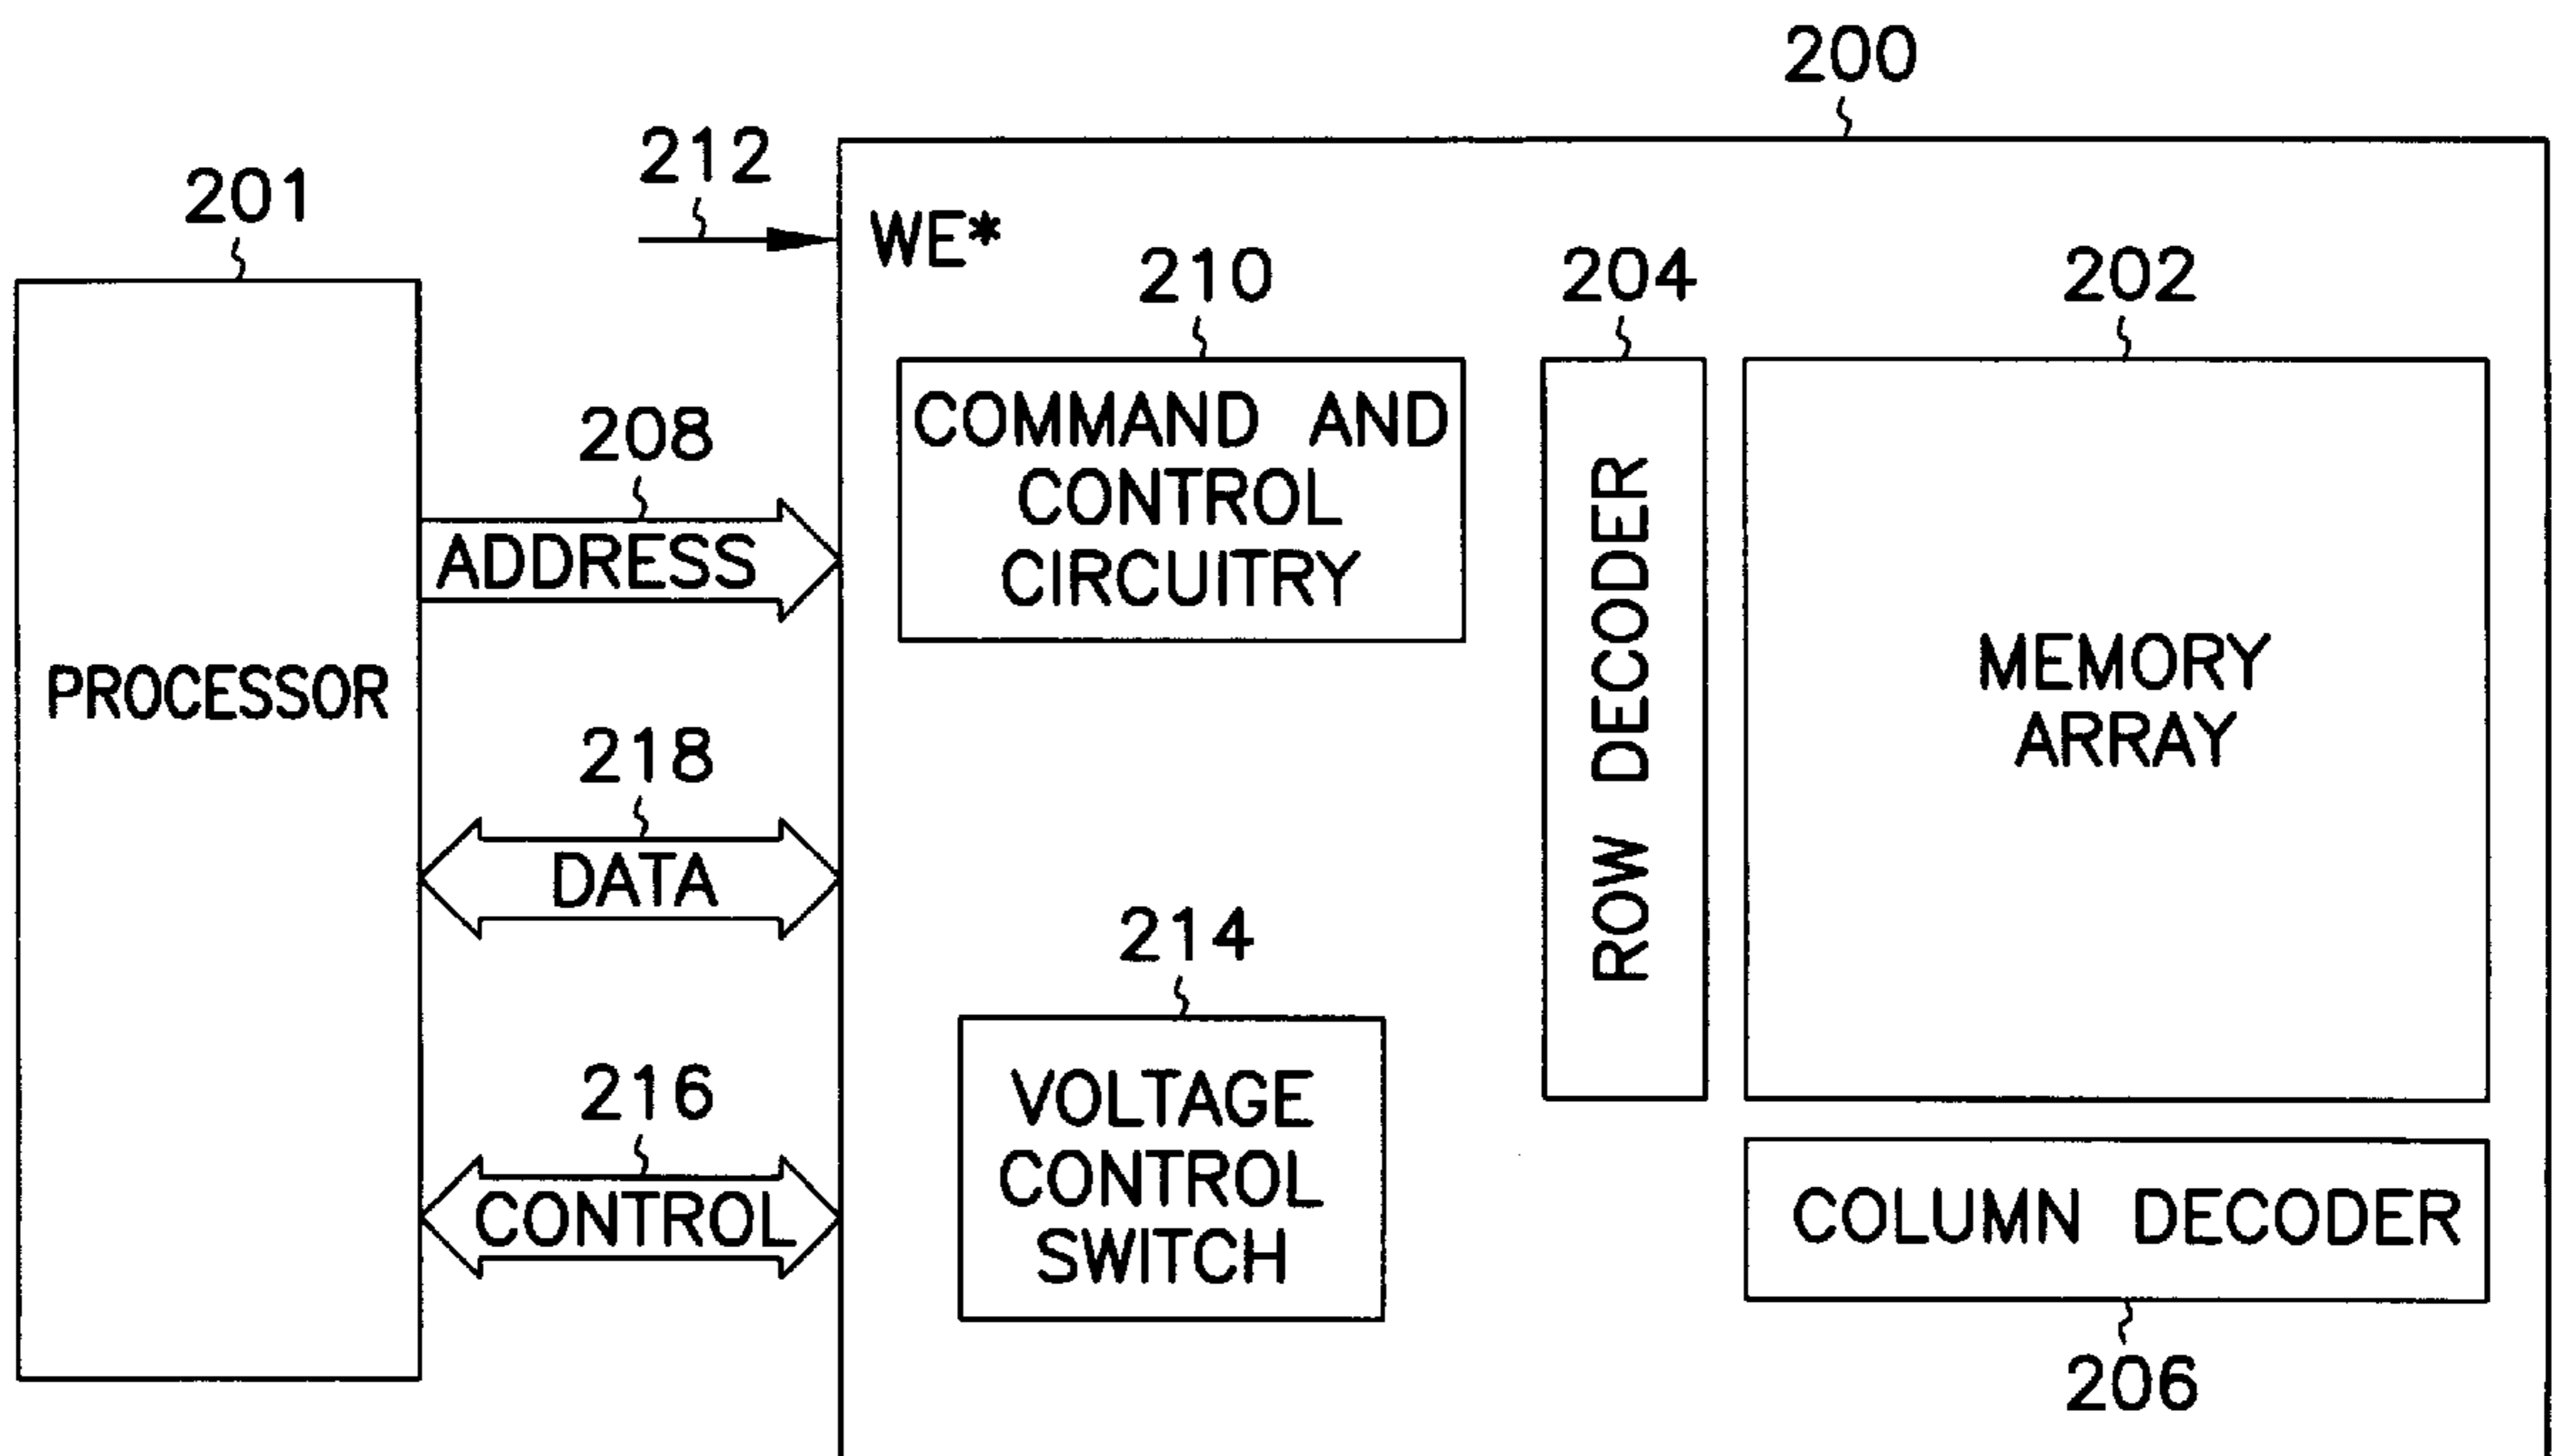 200
212
201
WE*
210
204
202
COMMAND AND
CONTROL
CIRCUITRY
208
ADDRESS
ROW DECODER
MEMORY
ARRAY
PROCESSOR
218
DATA
214
VOLTAGE
CONTROL
SWITCH
216
CONTROL
COLUMN DECODER
206